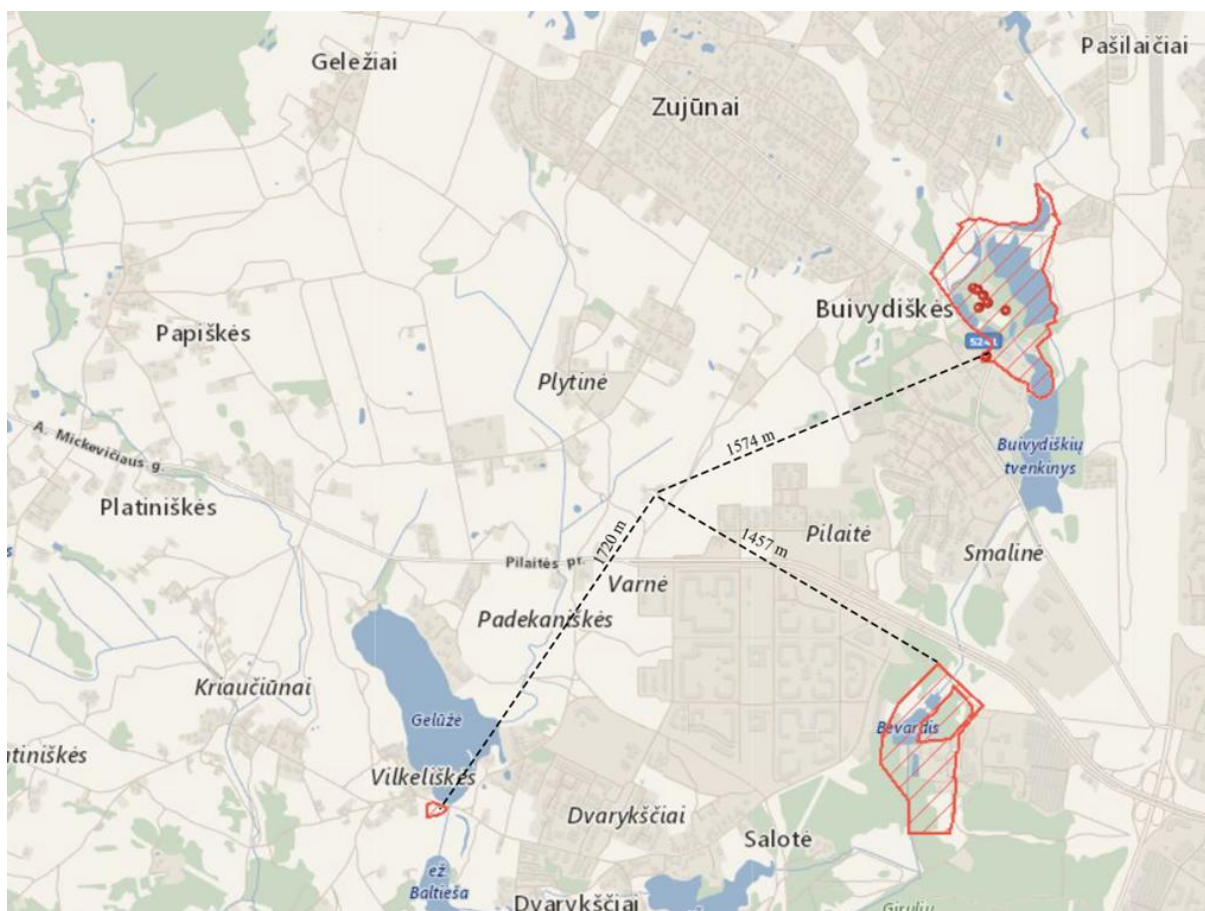 Pašilaičiai
Geležiai
Zujūnai
Buivydiškės
Papiškės
5241
Plytinė
A. Mickevičiaus g.
1574 m
Buivydiškių
tvenkinys
Platiniškės
1720 m
1457 m
Pilaitė
Smalinė
Pilaitės pr.
Varnė
Padekaniškės
Kriaučiūnai
Gelūžė
Bevardis
tiniškės
Vilkeliškės
Dvarykščiai
Salotė
ež.
Baltieša
Dvarykščiai